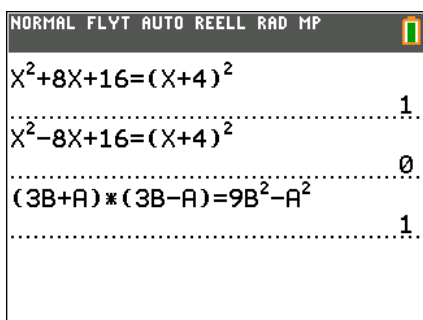 NORMAL FLYT AUTO REELL RAD MP
X²+8X+16=(X+4)²
1
X²-8X+16=(X+4)²
0
(3B+A)*(3B-A)=9B²-A²
1